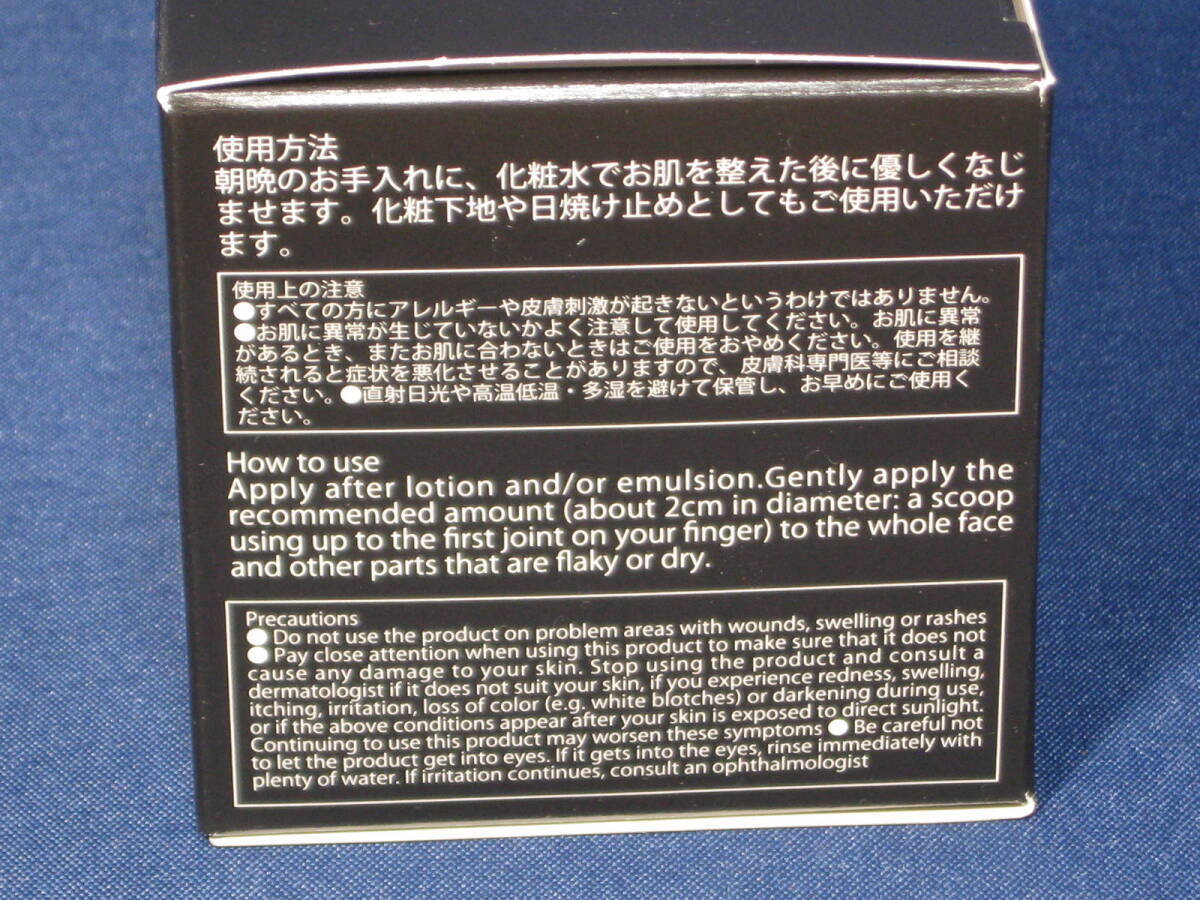 使用方法
朝晩のお手入れに、化粧水でお肌を整えた後に優しくなじ
ませます。化粧下地や日焼け止めとしてもご使用いただけ
ます。
使用上の注意
●すべての方にアレルギーや皮膚刺激が起きないというわけではありません。
●お肌に異常が生じていないかよく注意して使用してください。お肌に異常
があるとき、またお肌に合わないときはご使用をおやめください。使用を継
続されると症状を悪化させることがありますので、皮膚科専門医等にご相談
ください。●直射日光や高温低温・多湿を避けて保管し、お早めにご使用く
ださい。
How to use
Apply after lotion and/or emulsion.Gently apply the
recommended amount (about 2cm in diameter: a scoop
using up to the first joint on your finger) to the whole face
and other parts that are flaky or dry.
Precautions
● Do not use the product on problem areas with wounds, swelling or rashes
● Pay close attention when using this product to make sure that it does not
cause any damage to your skin. Stop using the product and consult a
dermatologist if it does not suit your skin, if you experience redness, swelling,
itching, irritation, loss of color (e.g. white blotches) or darkening during use,
or if the above conditions appear after your skin is exposed to direct sunlight.
Continuing to use this product may worsen these symptoms ● Be careful not
to let the product get into eyes. If it gets into the eyes, rinse immediately with
plenty of water. If irritation continues, consult an ophthalmologist